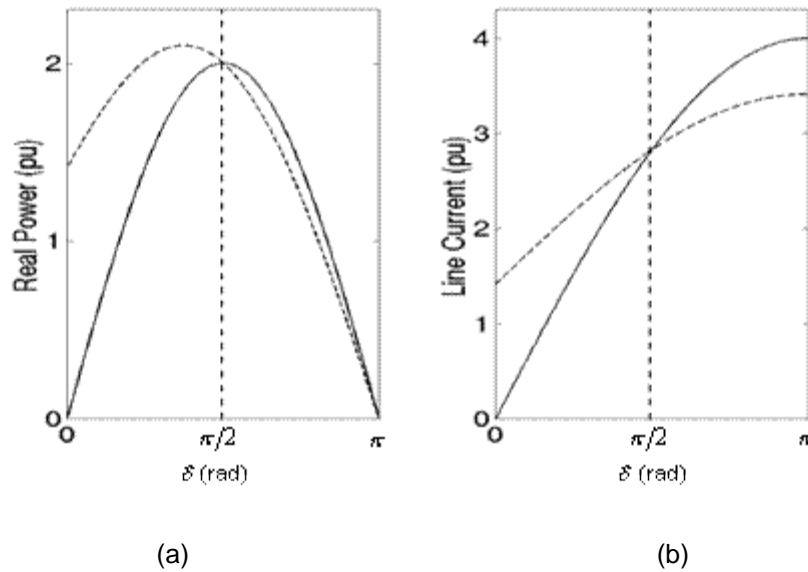 Real Power (pu)
2
1
0
0
π/2
π
δ (rad)
(a)
Line Current (pu)
4
3
2
1
0
0
π/2
π
δ (rad)
(b)